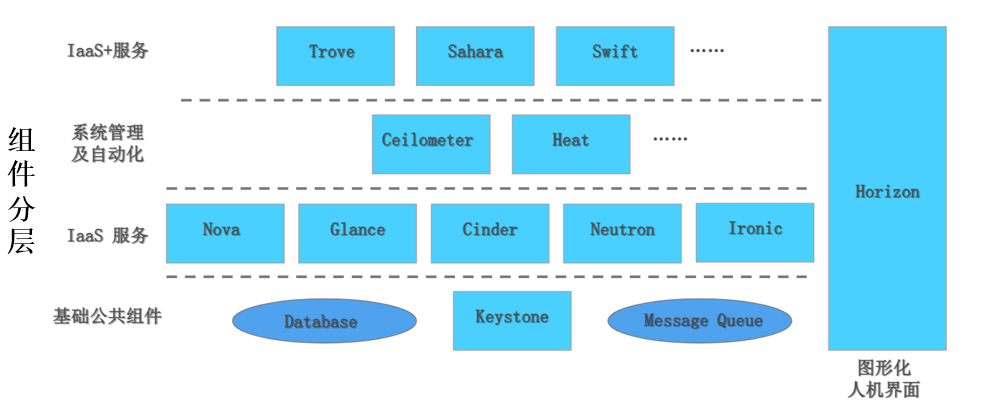 组件分层
IaaS+服务
Trove
Sahara
Swift
……
系统管理
及自动化
Ceilometer
Heat
……
IaaS 服务
Nova
Glance
Cinder
Neutron
Ironic
基础公共组件
Database
Keystone
Message Queue
Horizon
图形化
人机界面